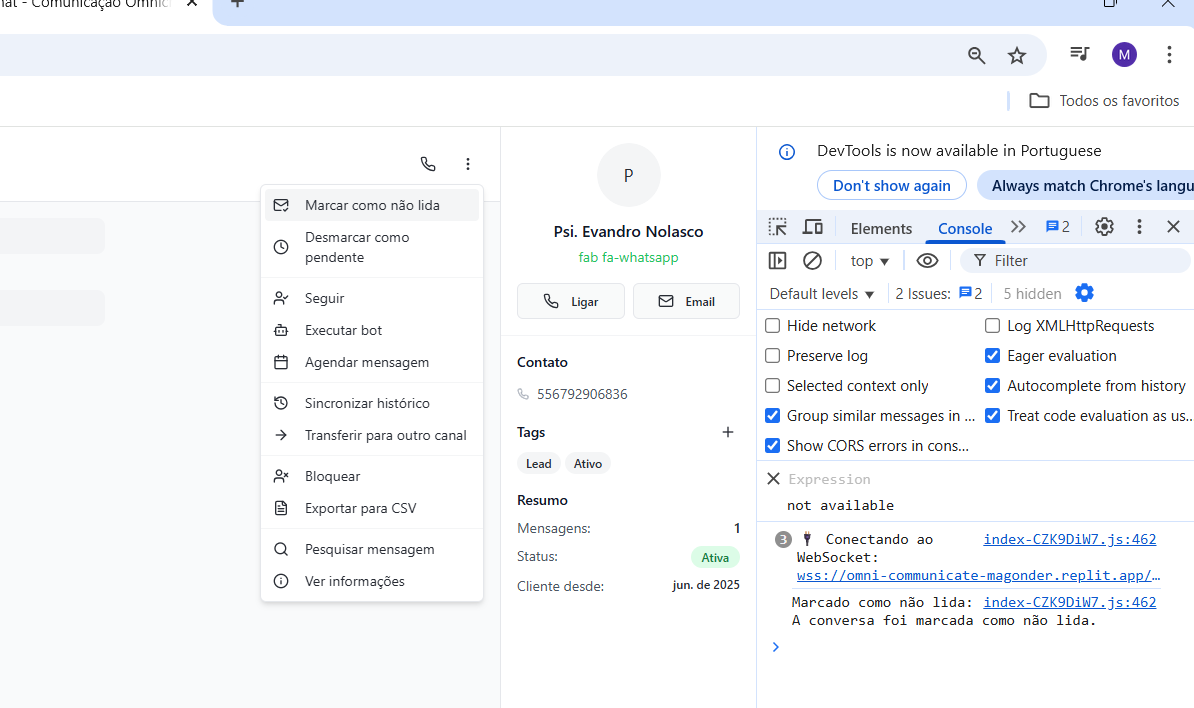 hat - Comunicação Omnic
M
Todos os favoritos
Marcar como não lida
Desmarcar como
pendente
Seguir
Executar bot
Agendar mensagem
Sincronizar histórico
Transferir para outro canal
Bloquear
Exportar para CSV
Pesquisar mensagem
Ver informações
P
Psi. Evandro Nolasco
fab fa-whatsapp
Ligar
Email
Contato
556792906836
Tags
Lead
Ativo
Resumo
Mensagens: 1
Status: Ativa
Cliente desde: jun. de 2025
DevTools is now available in Portuguese
Don't show again
Always match Chrome's langu
Elements
Console
2
top
Filter
Default levels
2 Issues: 2
5 hidden
Hide network
Log XMLHttpRequests
Preserve log
Eager evaluation
Selected context only
Autocomplete from history
Group similar messages in ...
Treat code evaluation as us...
Show CORS errors in cons...
Expression
not available
3 Conectando ao index-CZK9DiW7.js:462
WebSocket:
wss://omni-communicate-magonder.replit.app/…
Marcado como não lida: index-CZK9DiW7.js:462
A conversa foi marcada como não lida.